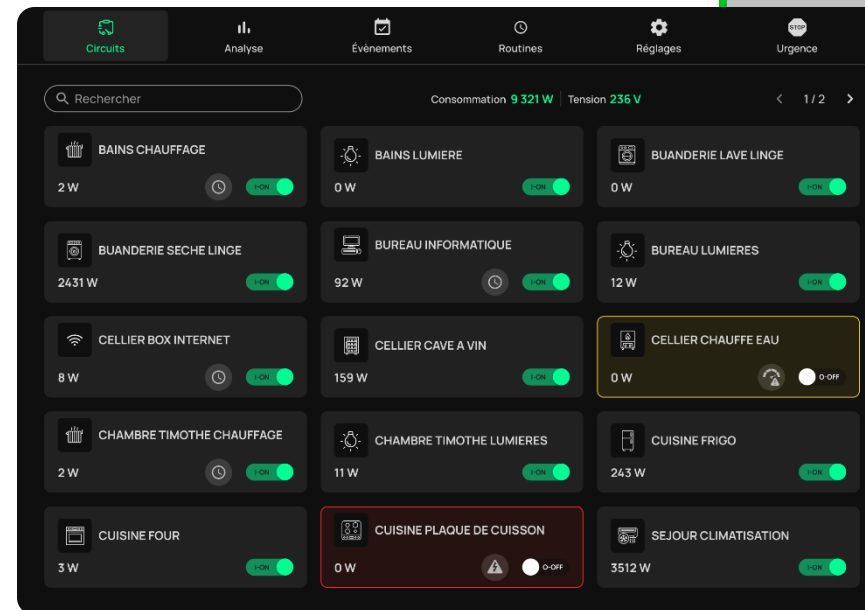 STOP
Circuits Analyse Évènements Routines Réglages Urgence
Rechercher Consommation 9 321 W Tension 236 V 1 / 2
BAINS CHAUFFAGE
2 W I-ON
BAINS LUMIERE
0 W I-ON
BUANDERIE LAVE LINGE
0 W I-ON
BUANDERIE SECHE LINGE
2431 W I-ON
BUREAU INFORMATIQUE
92 W I-ON
BUREAU LUMIERES
12 W I-ON
CELLIER BOX INTERNET
8 W I-ON
CELLIER CAVE A VIN
159 W I-ON
CELLIER CHAUFFE EAU
0 W O-OFF
CHAMBRE TIMOTHE CHAUFFAGE
2 W I-ON
CHAMBRE TIMOTHE LUMIERES
11 W I-ON
CUISINE FRIGO
243 W I-ON
CUISINE FOUR
3 W I-ON
CUISINE PLAQUE DE CUISSON
0 W O-OFF
SEJOUR CLIMATISATION
3512 W I-ON